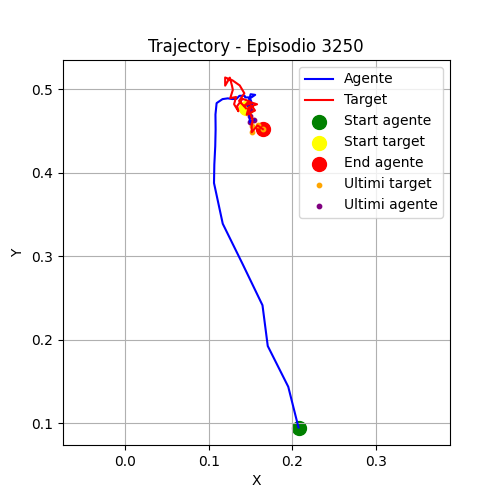 Trajectory - Episodio 3250
Agente
Target
Start agente
Start target
End agente
Ultimi target
Ultimi agente
0.5
0.4
0.3
0.2
0.1
Y
0.0 0.1 0.2 0.3
X